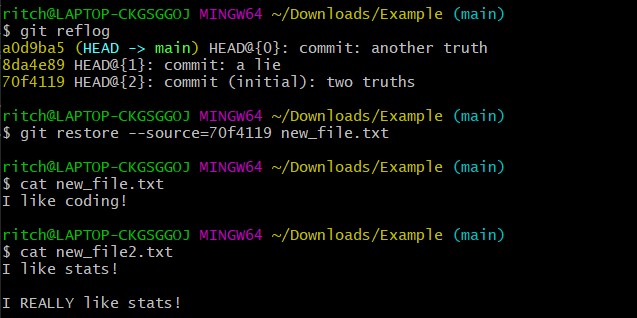 ritch@LAPTOP-CKGSGGOJ MINGW64 ~/Downloads/Example (main)
$ git reflog
a0d9ba5 (HEAD -> main) HEAD@{0}: commit: another truth
8da4e89 HEAD@{1}: commit: a lie
70f4119 HEAD@{2}: commit (initial): two truths
ritch@LAPTOP-CKGSGGOJ MINGW64 ~/Downloads/Example (main)
$ git restore --source=70f4119 new_file.txt
ritch@LAPTOP-CKGSGGOJ MINGW64 ~/Downloads/Example (main)
$ cat new_file.txt
I like coding!
ritch@LAPTOP-CKGSGGOJ MINGW64 ~/Downloads/Example (main)
$ cat new_file2.txt
I like stats!
I REALLY like stats!